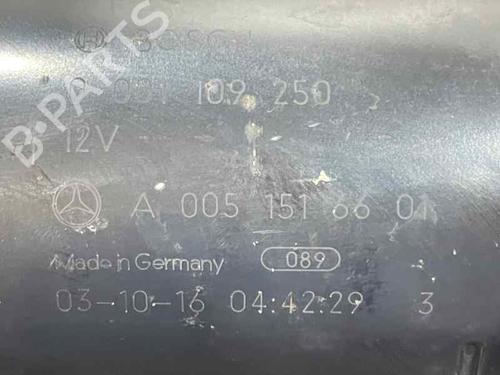 BOSCH
0 001 109 250
12V
A 005 151 66 01
Made in Germany 089
03-10-16 04:42:29 3
B-PARTS